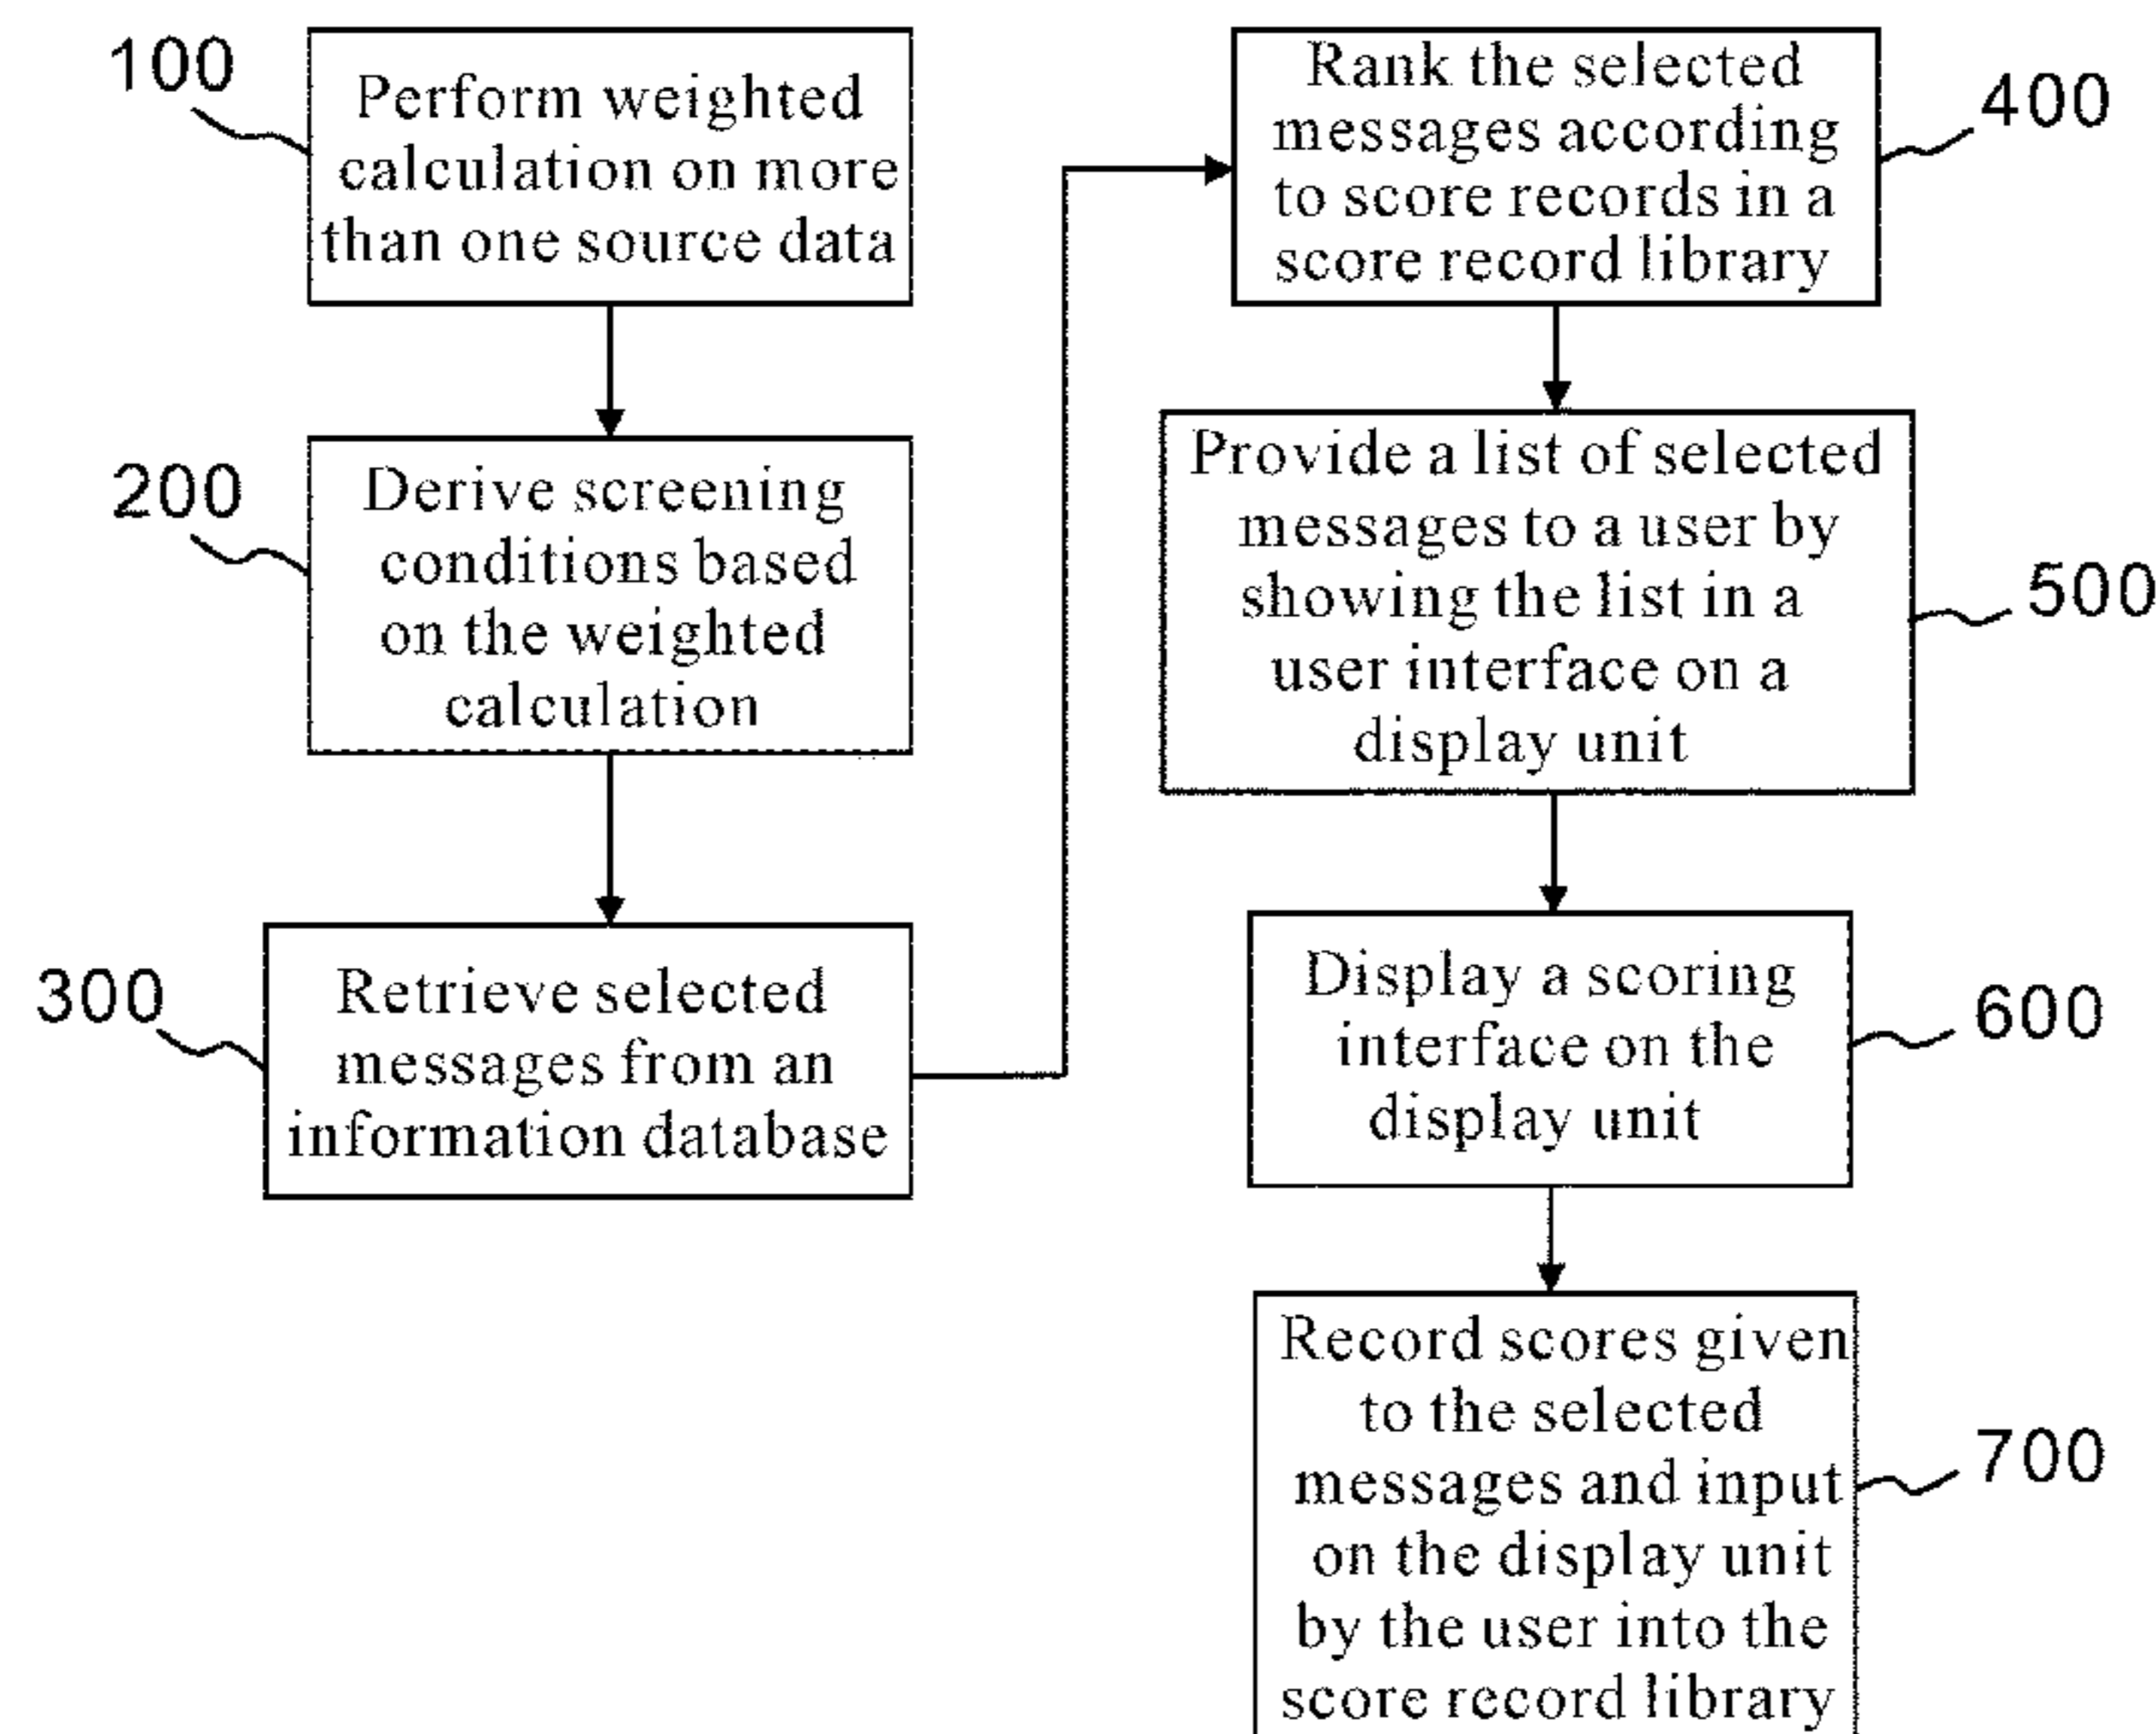 100
Perform weighted
calculation on more
than one source data
200
Derive screening
conditions based
on the weighted
calculation
300
Retrieve selected
messages from an
information database
Rank the selected
messages according
to score records in a
score record library
400
Provide a list of selected
messages to a user by
showing the list in a
user interface on a
display unit
500
Display a scoring
interface on the
display unit
600
Record scores given
to the selected
messages and input
on the display unit
by the user into the
score record library
700